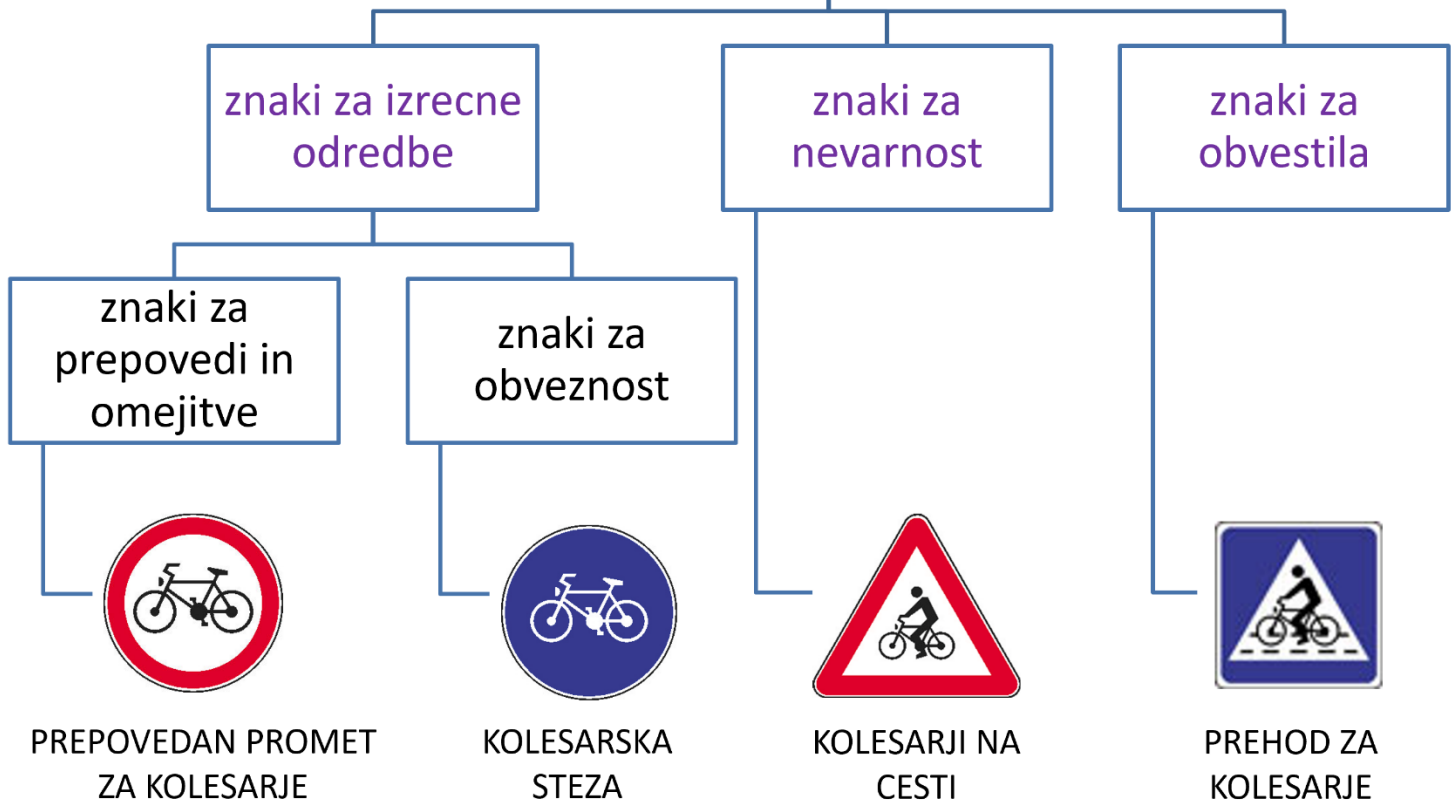 znaki za izrecne
odredbe
znaki za
nevarnost
znaki za
obvestila
znaki za
prepovedi in
omejitve
znaki za
obveznost
PREPOVEDAN PROMET
ZA KOLESARJE
KOLESARSKA
STEZA
KOLESARJI NA
CESTI
PREHOD ZA
KOLESARJE